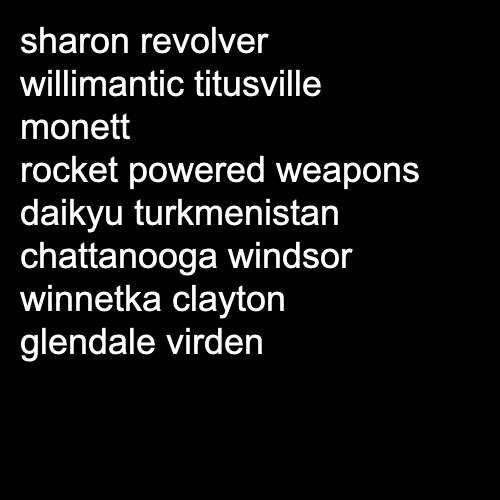 sharon revolver
willimantic titusville
monett
rocket powered weapons
daikyu turkmenistan
chattanooga windsor
winnetka clayton
glendale virden